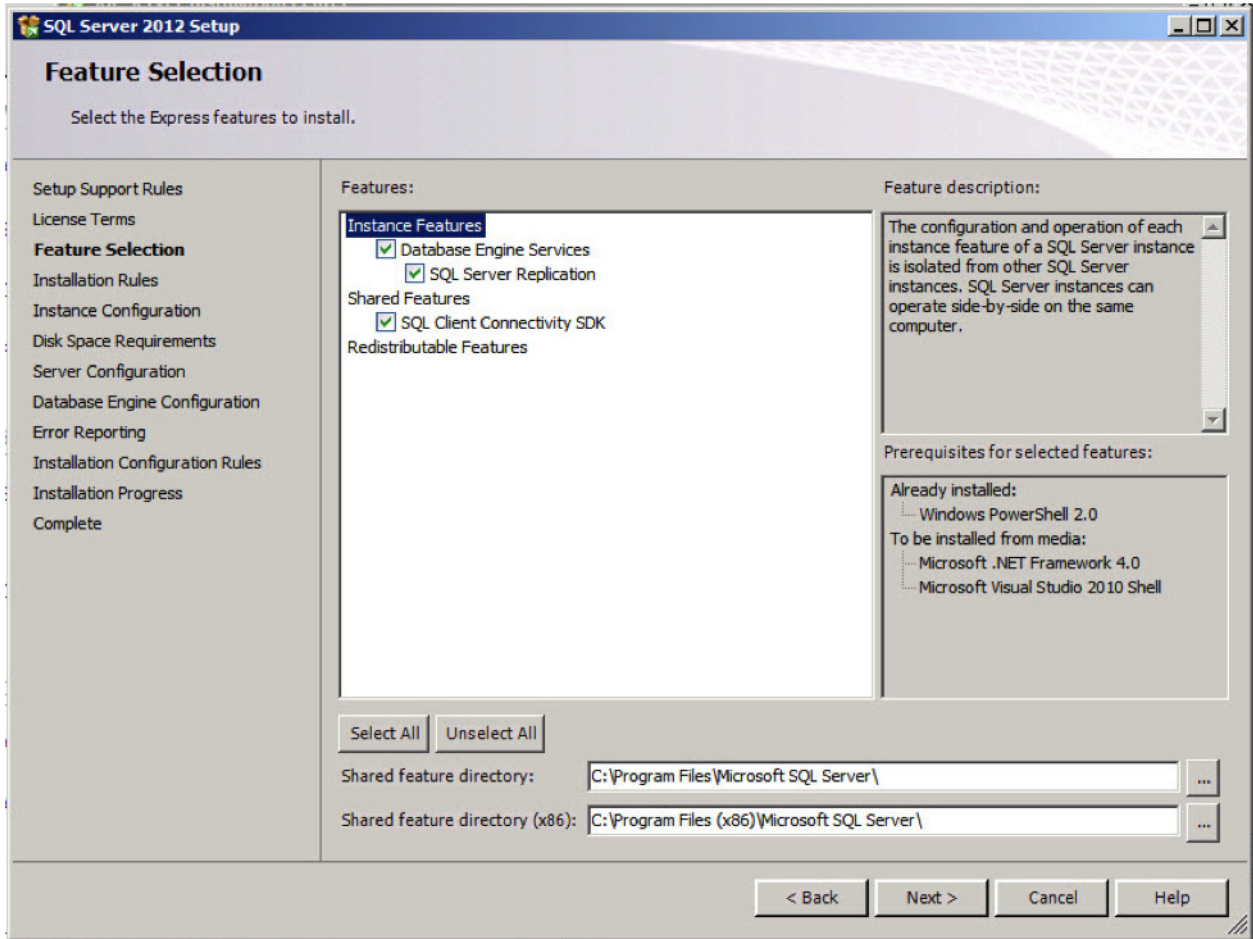 SQL Server 2012 Setup
Feature Selection
Select the Express features to install.
Setup Support Rules
License Terms
Feature Selection
Installation Rules
Instance Configuration
Disk Space Requirements
Server Configuration
Database Engine Configuration
Error Reporting
Installation Configuration Rules
Installation Progress
Complete
Features:
Instance Features
Database Engine Services
SQL Server Replication
Shared Features
SQL Client Connectivity SDK
Redistributable Features
Feature description:
The configuration and operation of each
instance feature of a SQL Server instance
is isolated from other SQL Server
instances. SQL Server instances can
operate side-by-side on the same
computer.
Prerequisites for selected features:
Already installed:
Windows PowerShell 2.0
To be installed from media:
Microsoft .NET Framework 4.0
Microsoft Visual Studio 2010 Shell
Select All
Unselect All
Shared feature directory:
C:\Program Files\Microsoft SQL Server\
...
Shared feature directory (x86):
C:\Program Files (x86)\Microsoft SQL Server\
...
< Back
Next >
Cancel
Help